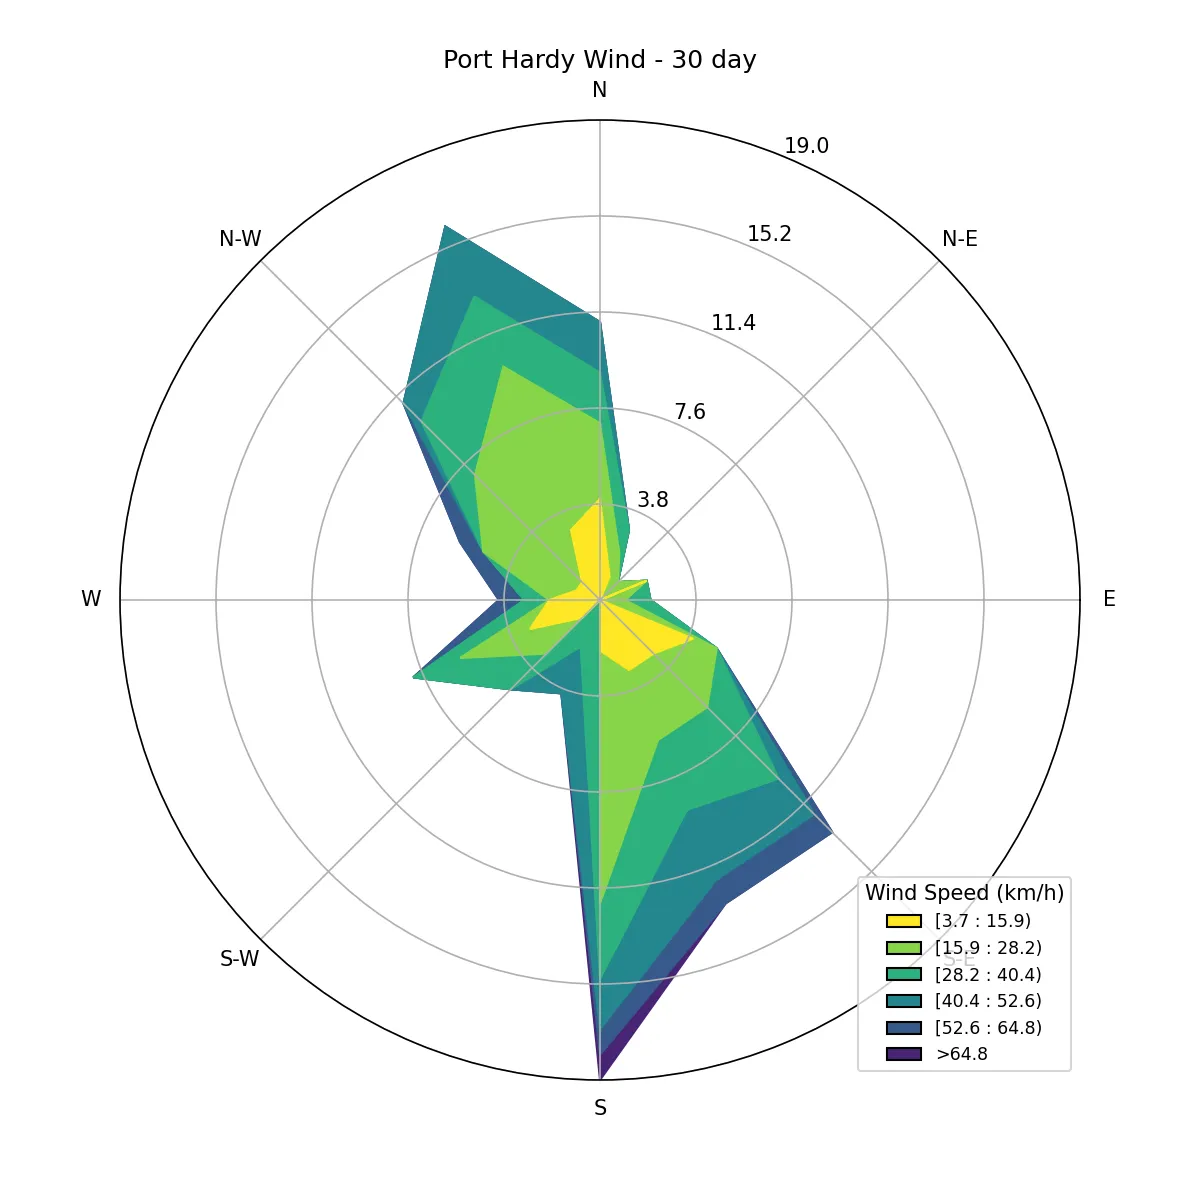 Port Hardy Wind - 30 day
N
19.0
N-W
15.2
N-E
11.4
7.6
3.8
W
E
Wind Speed (km/h)
[3.7 : 15.9)
[15.9 : 28.2)
S-W
S-E
[28.2 : 40.4)
[40.4 : 52.6)
[52.6 : 64.8)
>64.8
S